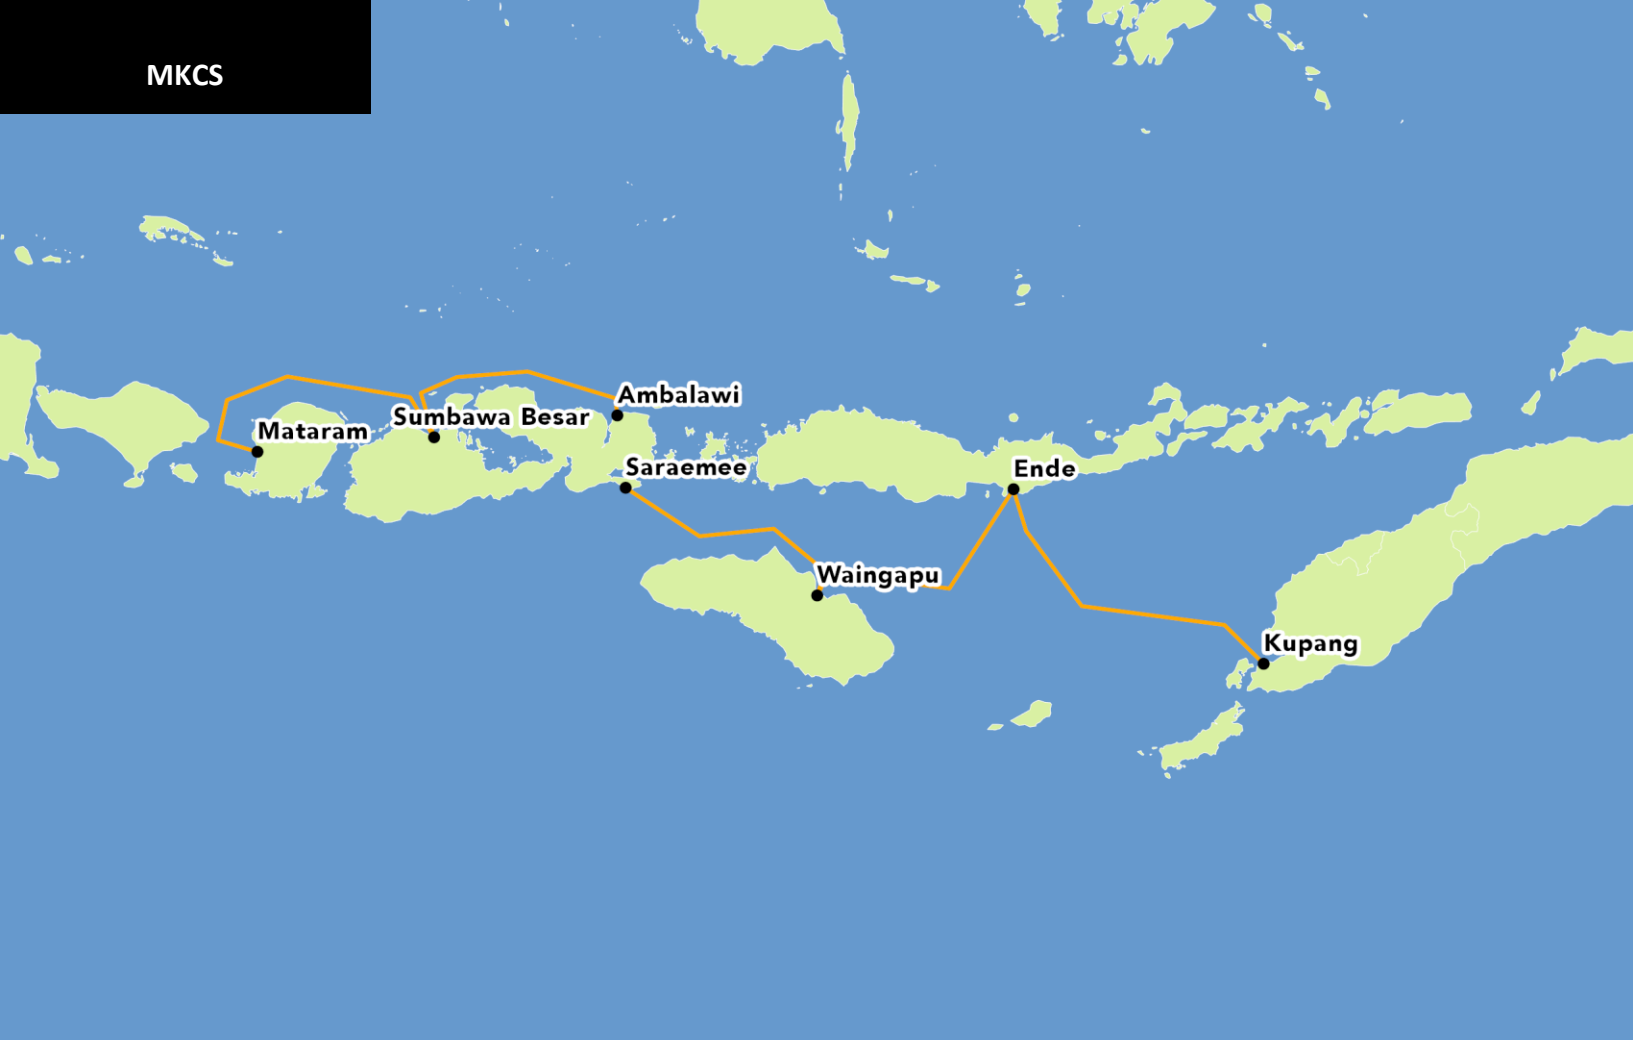 MKCS
Ambalawi
Sumbawa Besar
Mataram
Saraemee
Ende
Waingapu
Kupang